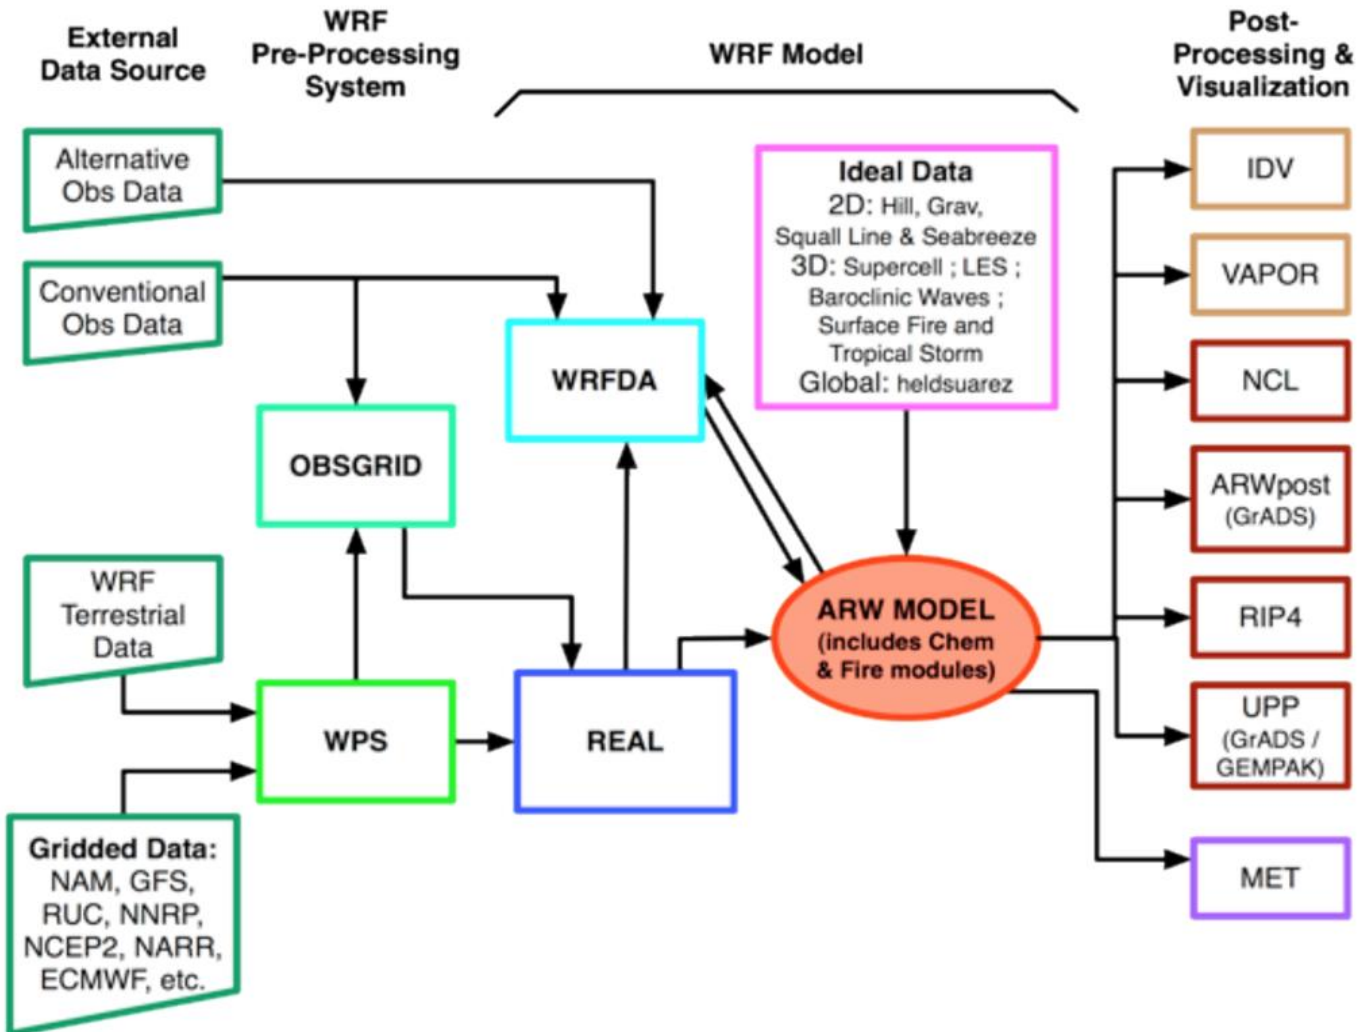 External
Data Source
WRF
Pre-Processing
System
WRF Model
Post-
Processing &
Visualization
Alternative
Obs Data
Conventional
Obs Data
WRF
Terrestrial
Data
Gridded Data:
NAM, GFS,
RUC, NNRP,
NCEP2, NARR,
ECMWF, etc.
OBSGRID
WPS
WRFDA
REAL
Ideal Data
2D: Hill, Grav,
Squall Line & Seabreeze
3D: Supercell ; LES ;
Baroclinic Waves ;
Surface Fire and
Tropical Storm
Global: heldsuarez
ARW MODEL
(includes Chem
& Fire modules)
IDV
VAPOR
NCL
ARWpost
(GrADS)
RIP4
UPP
(GrADS /
GEMPAK)
MET